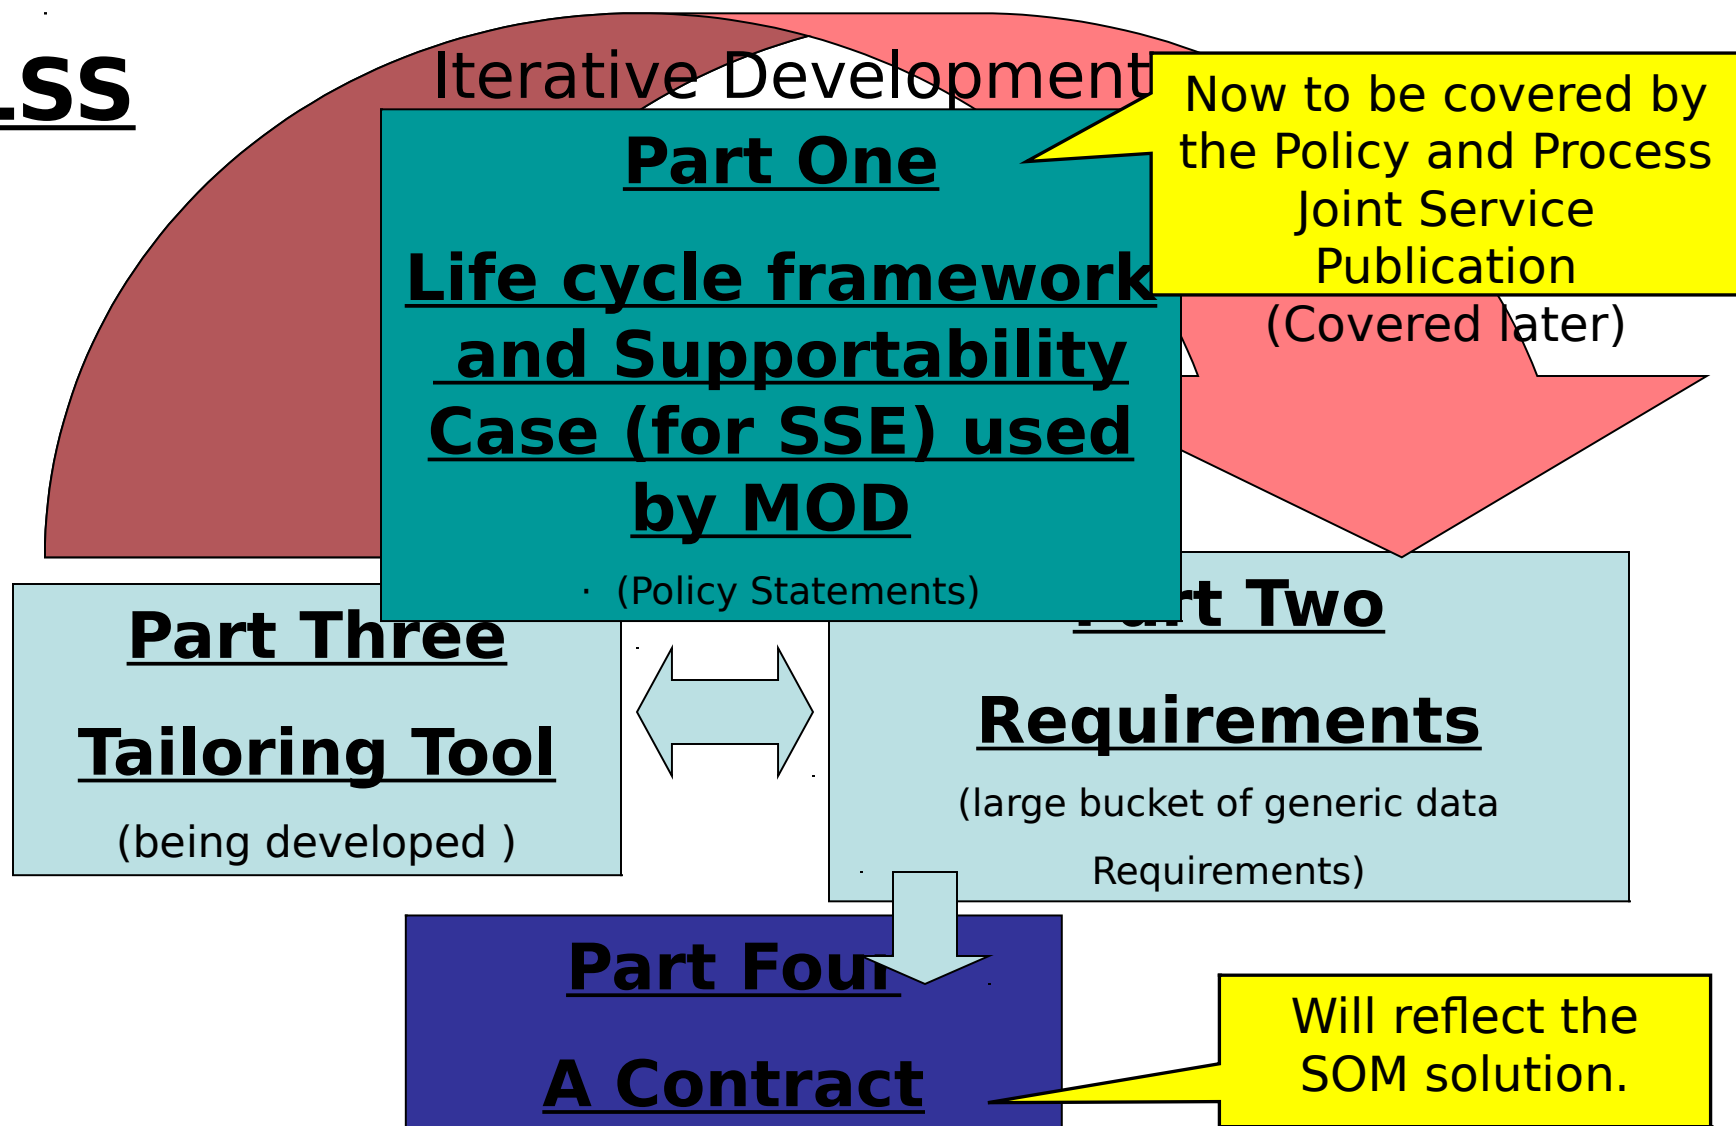 LSS
Iterative Development
Now to be covered by
the Policy and Process
Joint Service
Publication
(Covered later)
Part One
Life cycle framework
and Supportability
Case (for SSE) used
by MOD
· (Policy Statements)
Part Three
Tailoring Tool
(being developed )
Two
Requirements
(large bucket of generic data
Requirements)
Part Four
A Contract
Will reflect the
SOM solution.